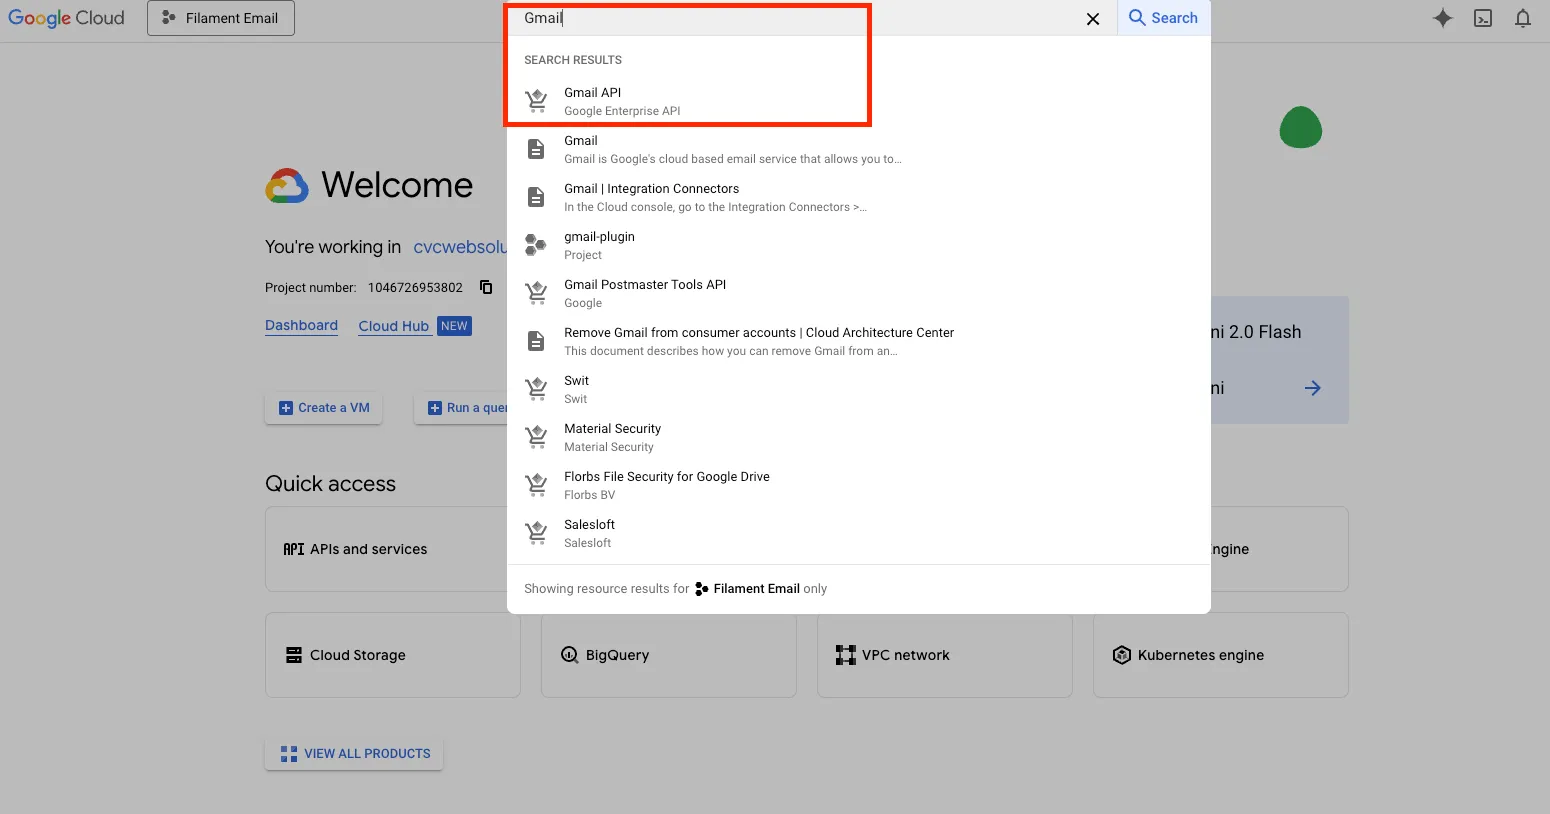 Google Cloud
Filament Email
Gmail
Search
SEARCH RESULTS
Gmail API
Google Enterprise API
Gmail
Gmail is Google's cloud based email service that allows you to...
Gmail | Integration Connectors
In the Cloud console, go to the Integration Connectors >...
gmail-plugin
Project
Gmail Postmaster Tools API
Google
Remove Gmail from consumer accounts | Cloud Architecture Center
This document describes how you can remove Gmail from an...
Swit
Swit
Material Security
Material Security
Florbs File Security for Google Drive
Florbs BV
Salesloft
Salesloft
Showing resource results for Filament Email only
Welcome
You're working in cvcwebsolu
Project number: 1046726953802
Dashboard
Cloud Hub NEW
ni 2.0 Flash
ni
Create a VM
Run a quer
Quick access
API APIs and services
ngine
Cloud Storage
BigQuery
VPC network
Kubernetes engine
VIEW ALL PRODUCTS